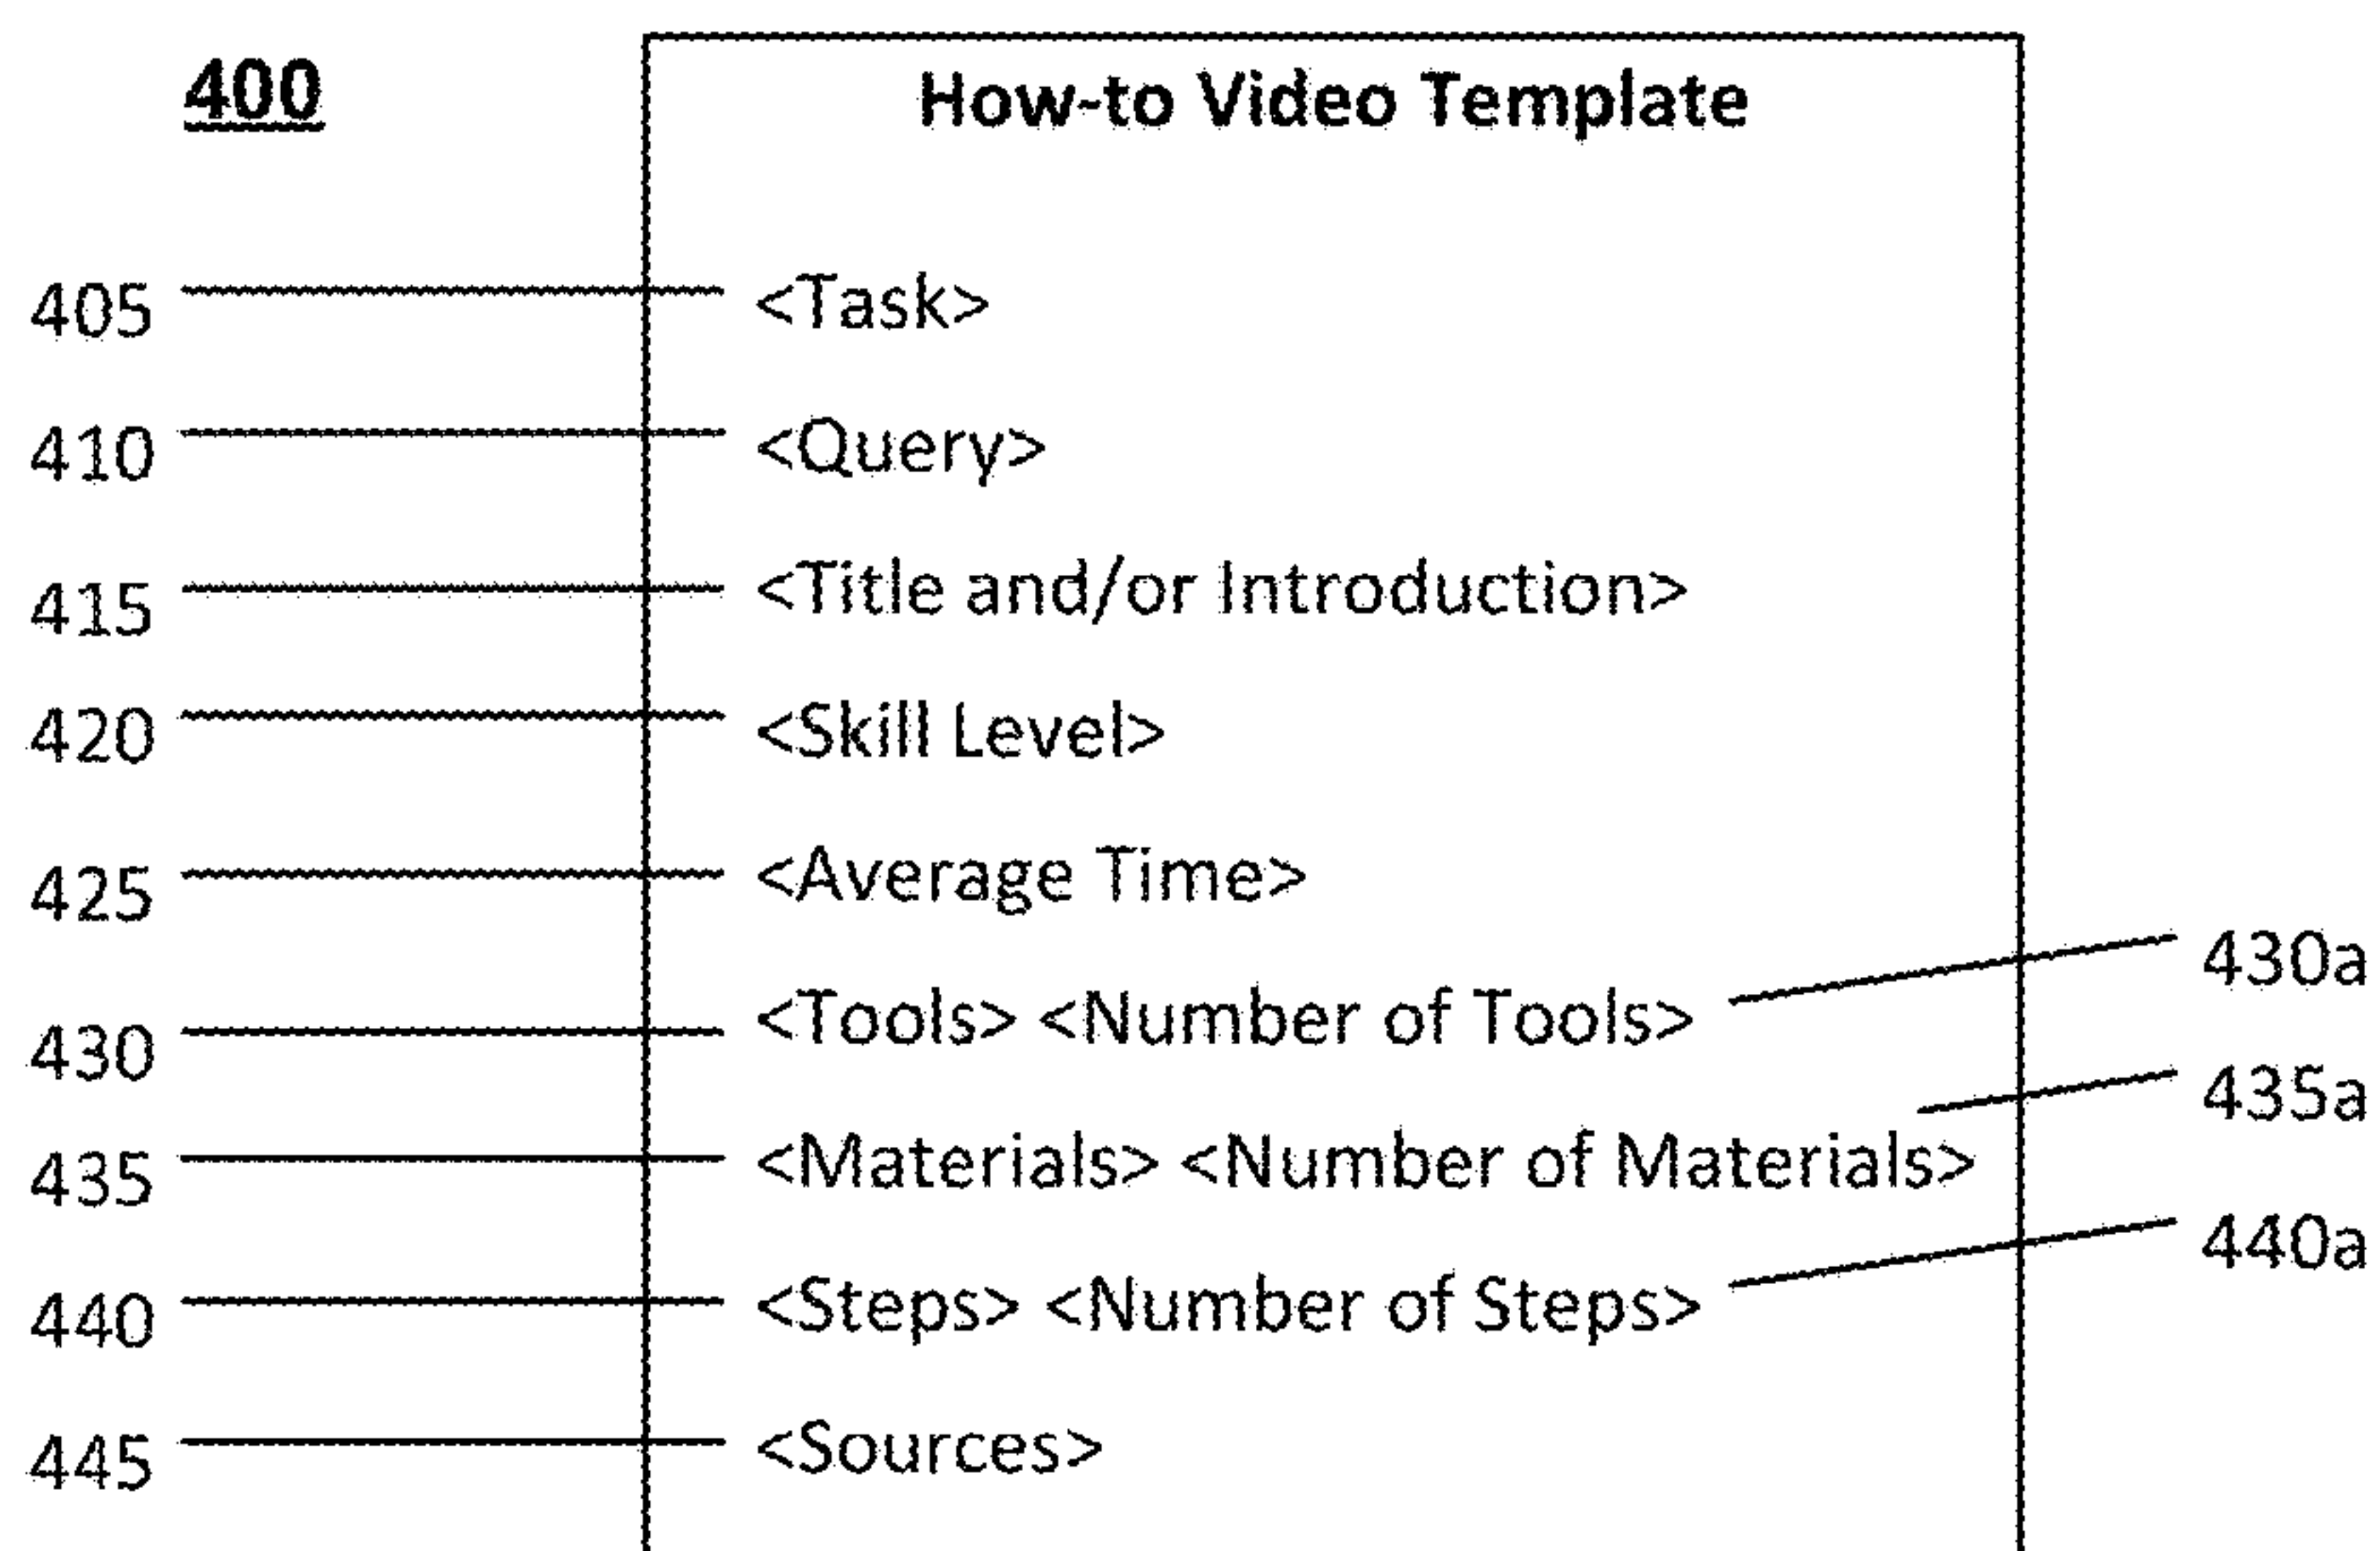 400 How-to Video Template
405 <Task>
410 <Query>
415 <Title and/or Introduction>
420 <Skill Level>
425 <Average Time>
430 <Tools> <Number of Tools> 430a
435 <Materials> <Number of Materials> 435a
440 <Steps> <Number of Steps> 440a
445 <Sources>